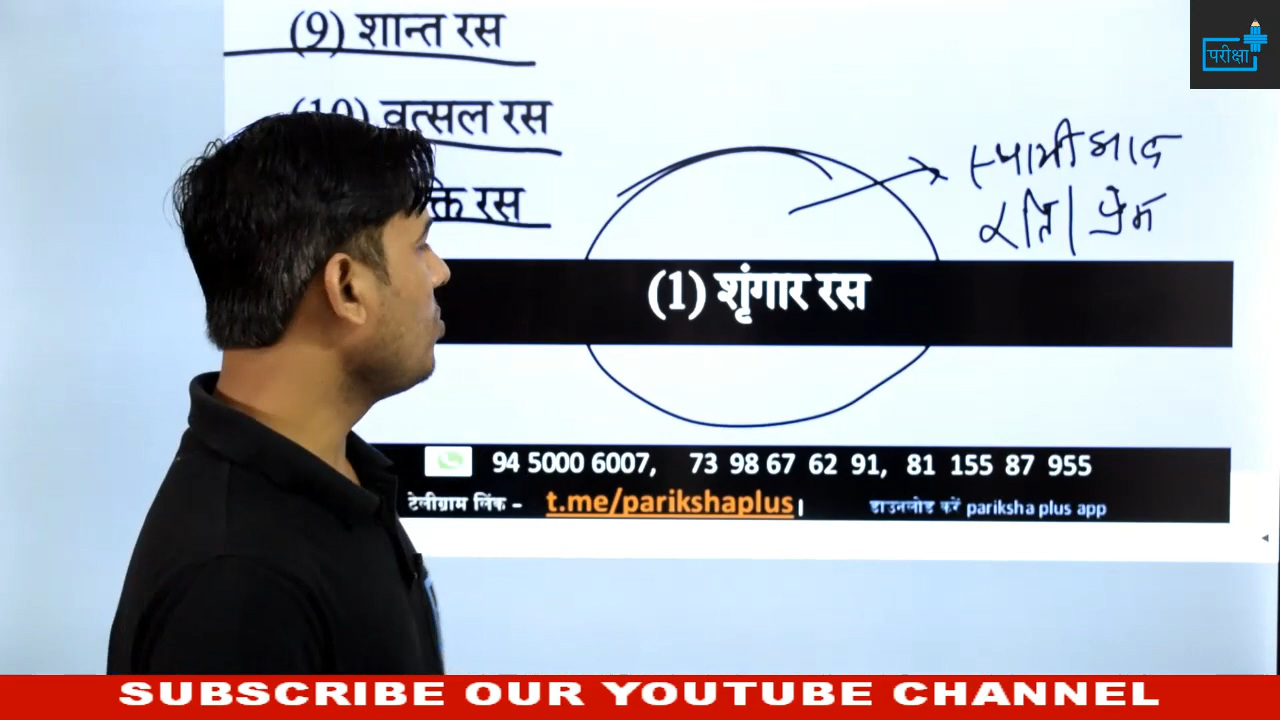 (9) शान्त रस
परीक्षा
(10) वत्सल रस
स्थायी भाव
रति / प्रेम
रस
(1) शृंगार रस
94 5000 6007, 73 98 67 62 91, 81 155 87 955
टेलीग्राम लिंक - t.me/parikshaplus। डाउनलोड करें pariksha plus app
SUBSCRIBE OUR YOUTUBE CHANNEL